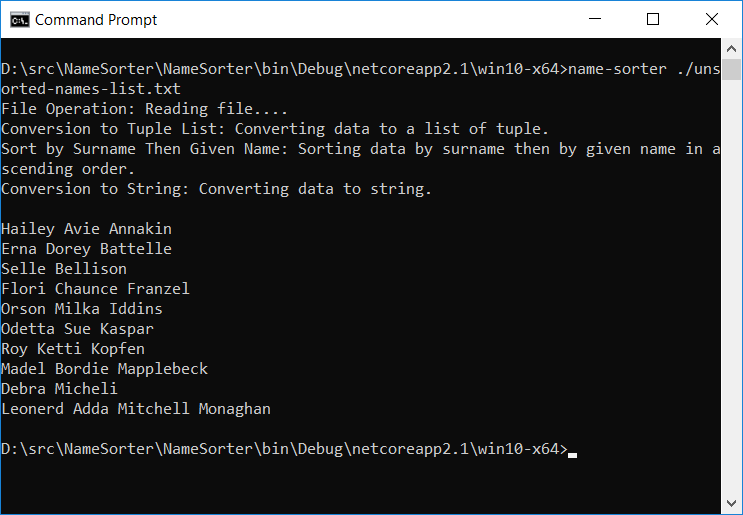 Command Prompt
D:\src\NameSorter\NameSorter\bin\Debug\netcoreapp2.1\win10-x64>name-sorter ./uns
orted-names-list.txt
File Operation: Reading file....
Conversion to Tuple List: Converting data to a list of tuple.
Sort by Surname Then Given Name: Sorting data by surname then by given name in a
scending order.
Conversion to String: Converting data to string.
Hailey Avie Annakin
Erna Dorey Battelle
Selle Bellison
Flori Chaunce Franzel
Orson Milka Iddins
Odetta Sue Kaspar
Roy Ketti Kopfen
Madel Bordie Mapplebeck
Debra Micheli
Leonerd Adda Mitchell Monaghan
D:\src\NameSorter\NameSorter\bin\Debug\netcoreapp2.1\win10-x64>